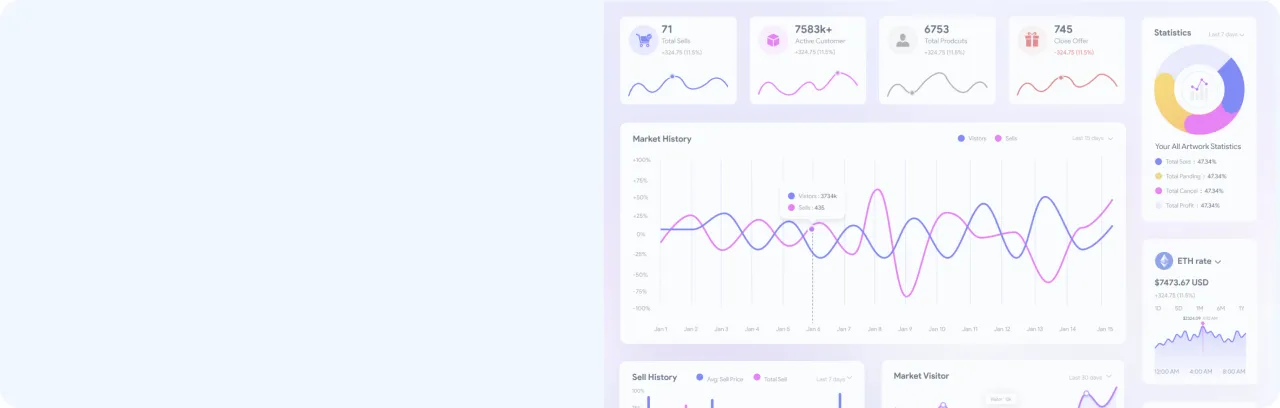 71
Total Sells
+324.75 (11.5%)
7583k+
Active Customer
+324.75 (11.5%)
6753
Total Prodcuts
+324.75 (11.5%)
745
Close Offer
-324.75 (11.5%)
Statistics
Last 7 days
Your All Artwork Statistics
Total Sold : 47.34%
Total Pending : 47.34%
Total Cancel : 47.34%
Total Profit : 47.34%
Market History
Visitors
Sells
Last 15 days
+100%
+75%
+50%
+25%
0%
-25%
-50%
-75%
-100%
Visitors : 3734k
Sells : 435
Jan 1
Jan 2
Jan 3
Jan 4
Jan 5
Jan 6
Jan 7
Jan 8
Jan 9
Jan 10
Jan 11
Jan 12
Jan 13
Jan 14
Jan 15
ETH rate
$7473.67 USD
+324.75 (11.5%)
1D
5D
1M
6M
1Y
12:00 AM
4:00 AM
8:00 AM
Sell History
Avg. Sell Price
Total Sell
Last 7 days
100%
Market Visitor
Last 30 days